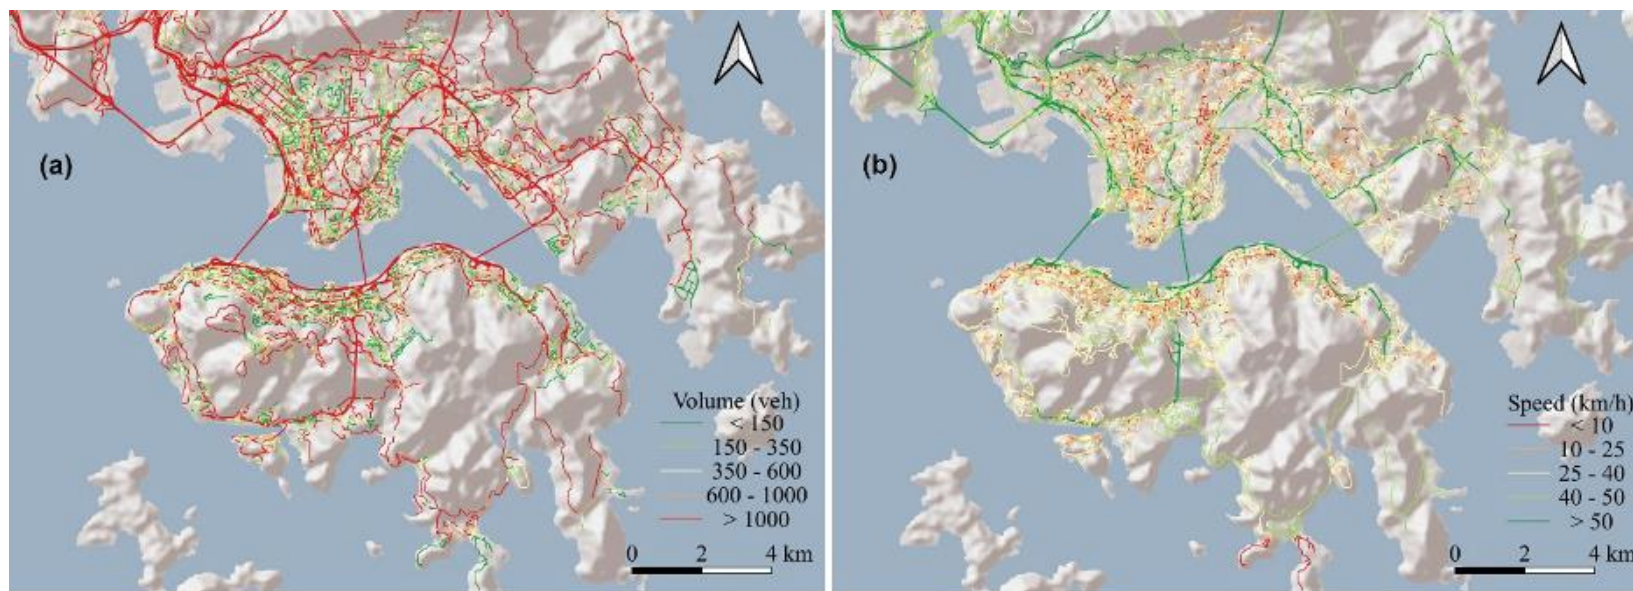 (a)
Volume (veh)
< 150
150 - 350
350 - 600
600 - 1000
> 1000
0 2 4 km
(b)
Speed (km/h)
< 10
10 - 25
25 - 40
40 - 50
> 50
0 2 4 km